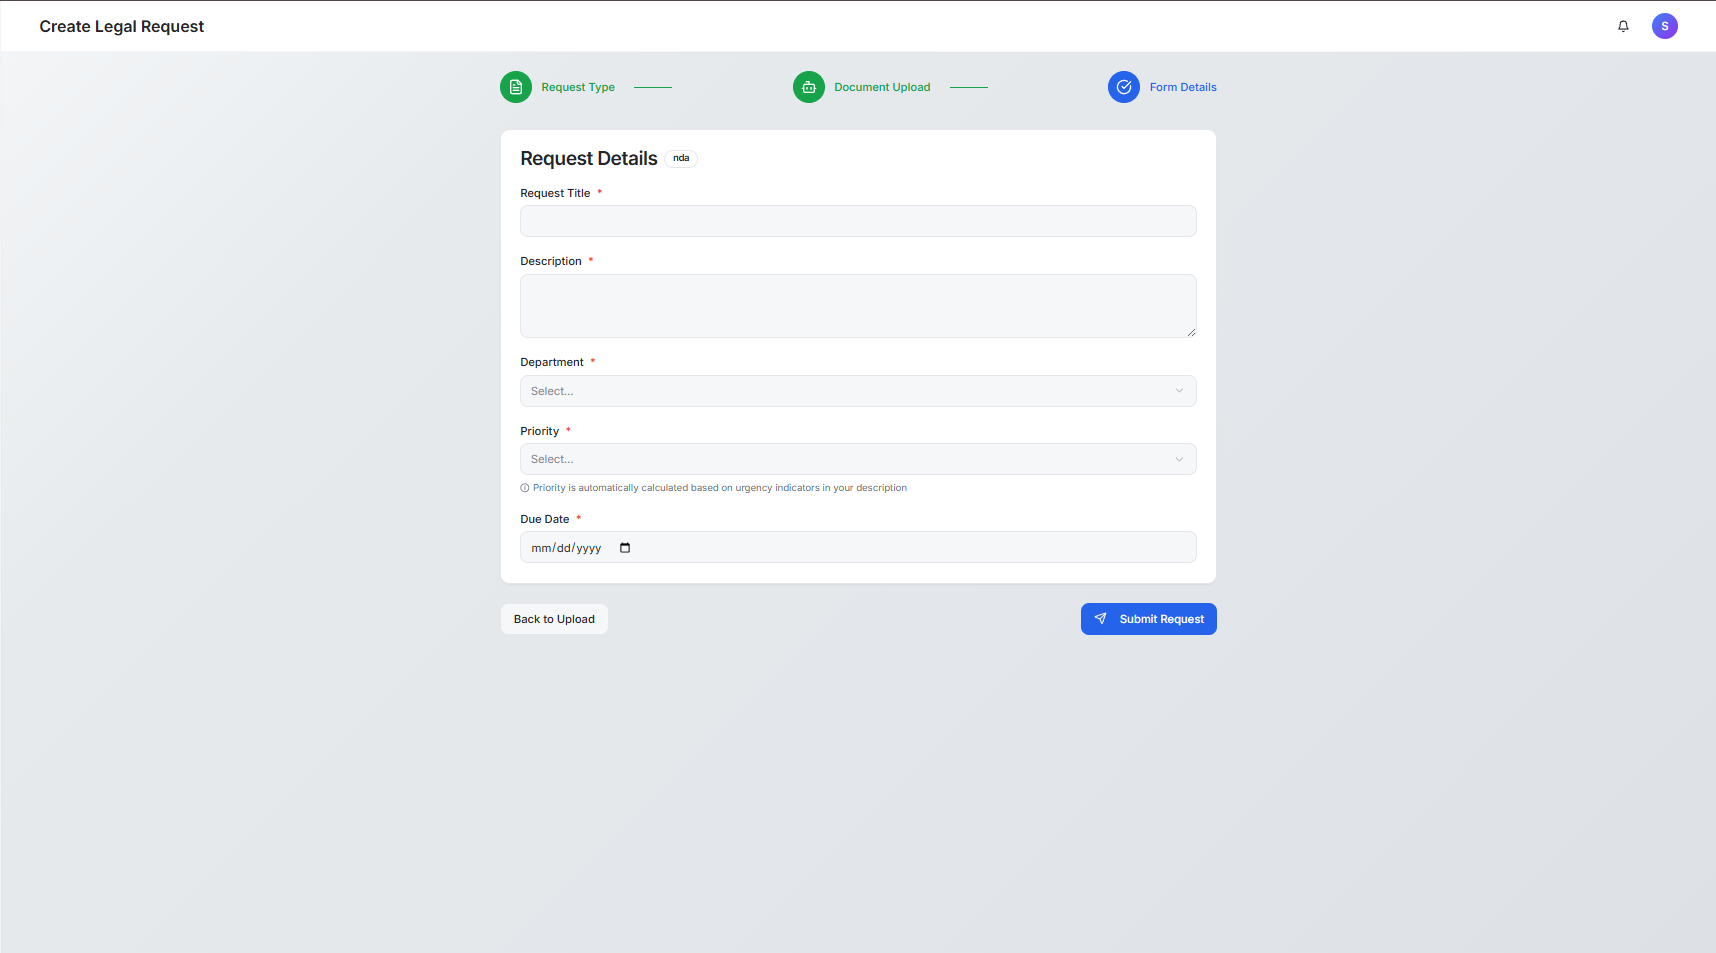 Create Legal Request
S
Request Type
Document Upload
Form Details
Request Details nda
Request Title *
Description *
Department *
Select...
Priority *
Select...
Priority is automatically calculated based on urgency indicators in your description
Due Date *
mm/dd/yyyy
Back to Upload
Submit Request